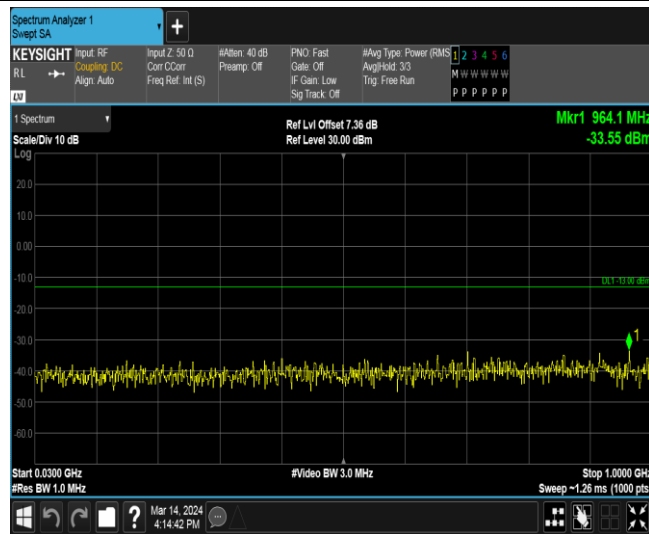 Spectrum Analyzer 1
Swept SA
+
KEYSIGHT
RL
LXI
Input: RF
Coupling: DC
Align: Auto
Input Z: 50 Ω
Corr CCorr
Freq Ref: Int (S)
#Atten: 40 dB
Preamp: Off
PNO: Fast
Gate: Off
IF Gain: Low
Sig Track: Off
#Avg Type: Power (RMS
Avg|Hold: 3/3
Trig: Free Run
1 2 3 4 5 6
M W W W W W
P P P P P P
1 Spectrum
Scale/Div 10 dB
Ref Lvl Offset 7.36 dB
Ref Level 30.00 dBm
Mkr1 964.1 MHz
-33.55 dBm
Log
20.0
10.0
0.00
-10.0
DL1 -13.00 dBm
-20.0
-30.0
1
-40.0
-50.0
-60.0
Start 0.0300 GHz
#Video BW 3.0 MHz
Stop 1.0000 GHz
#Res BW 1.0 MHz
Sweep ~1.26 ms (1000 pts
?
Mar 14, 2024
4:14:42 PM